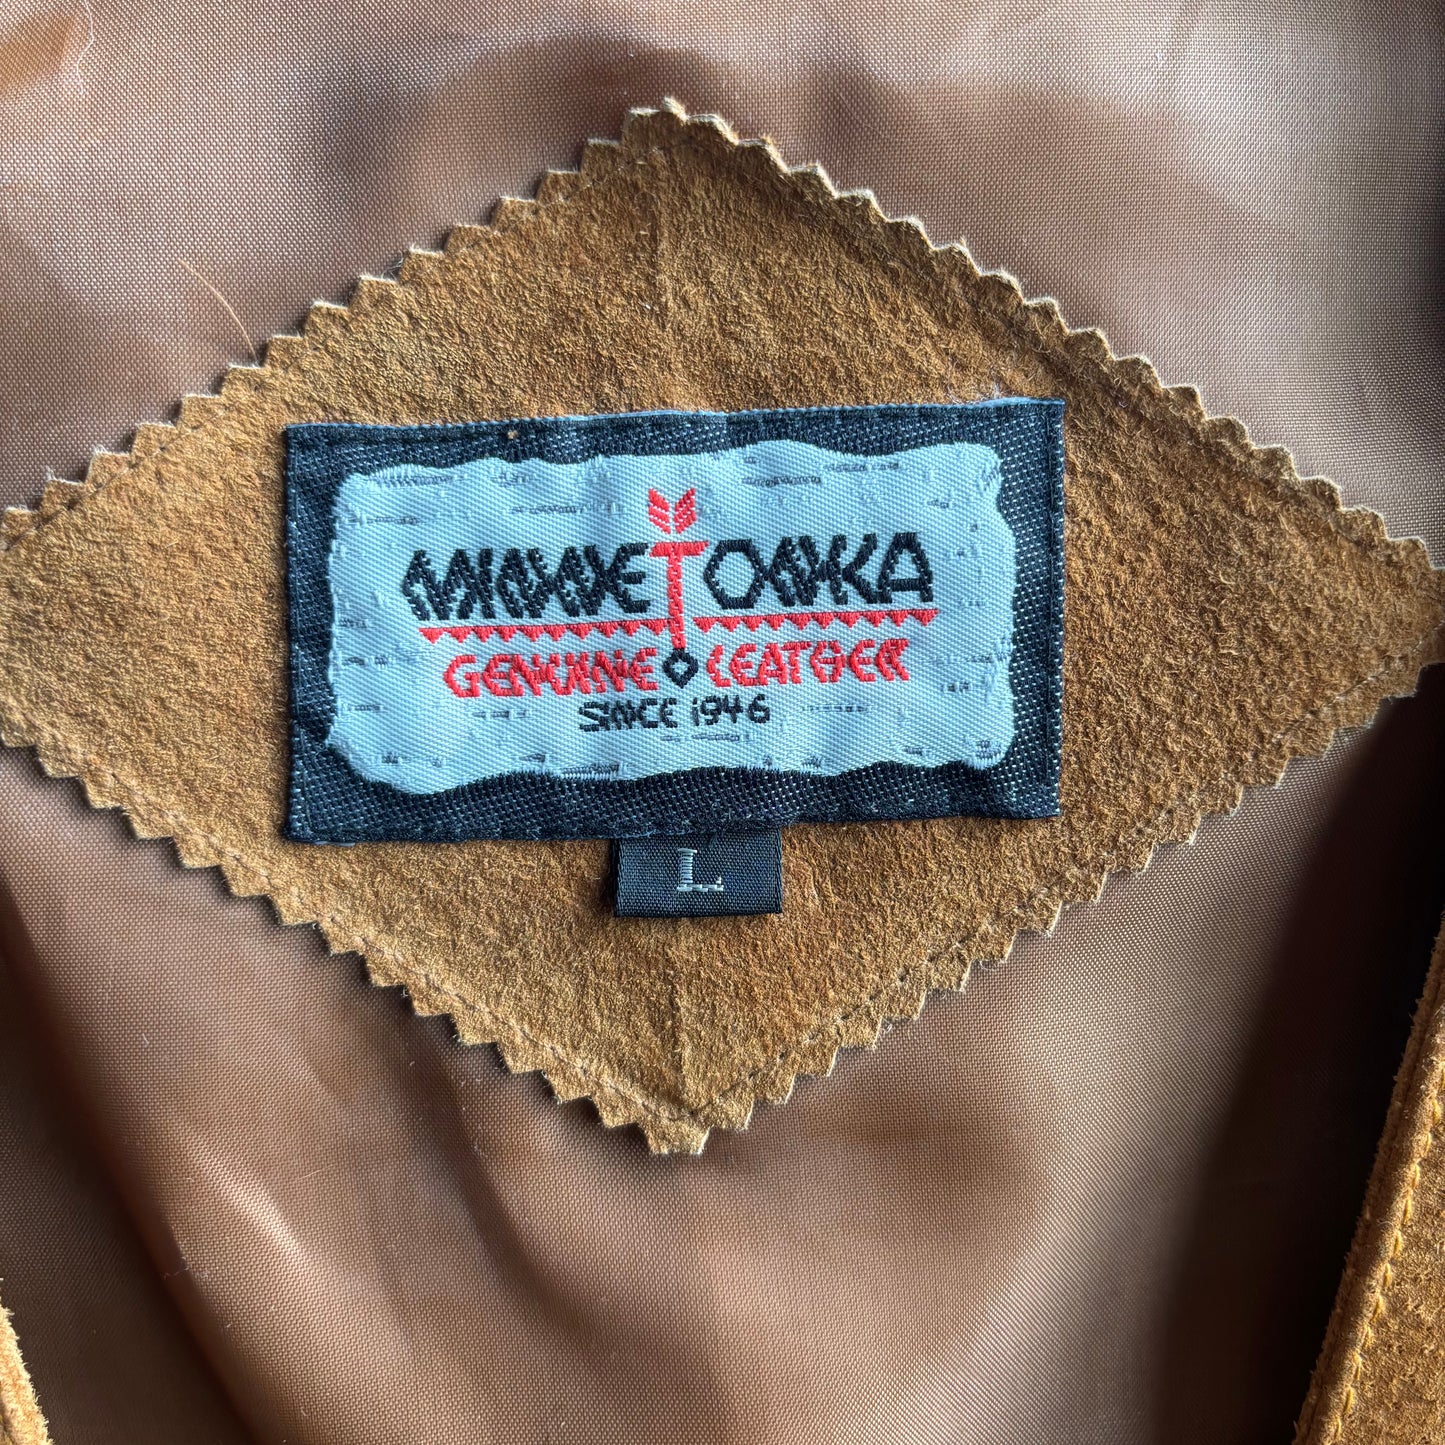 MINNETONKA
GENUINE LEATHER
SINCE 1946
L